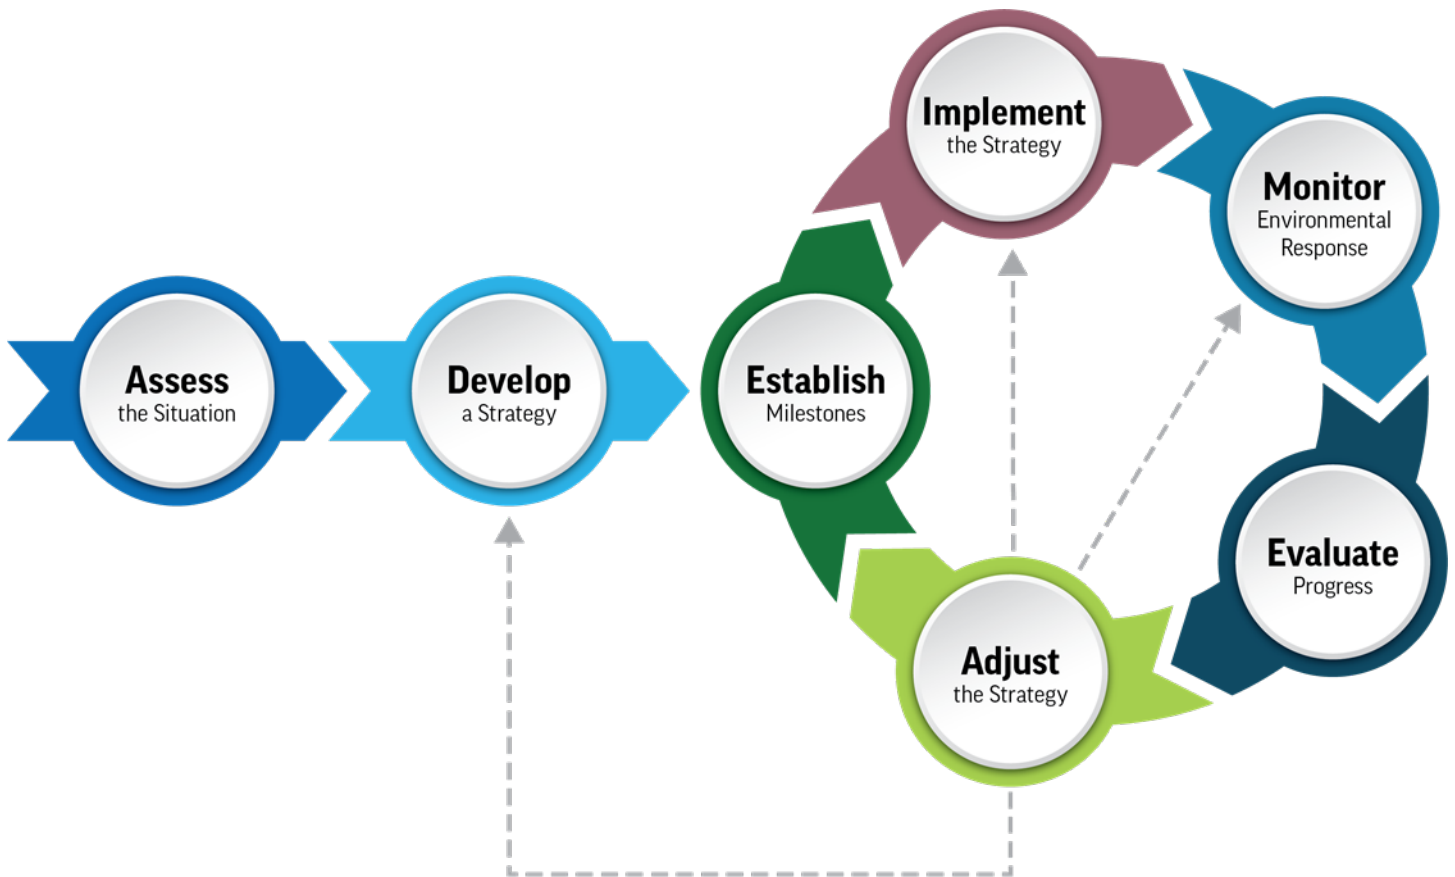 Assess
the Situation
Develop
a Strategy
Establish
Milestones
Implement
the Strategy
Monitor
Environmental
Response
Evaluate
Progress
Adjust
the Strategy